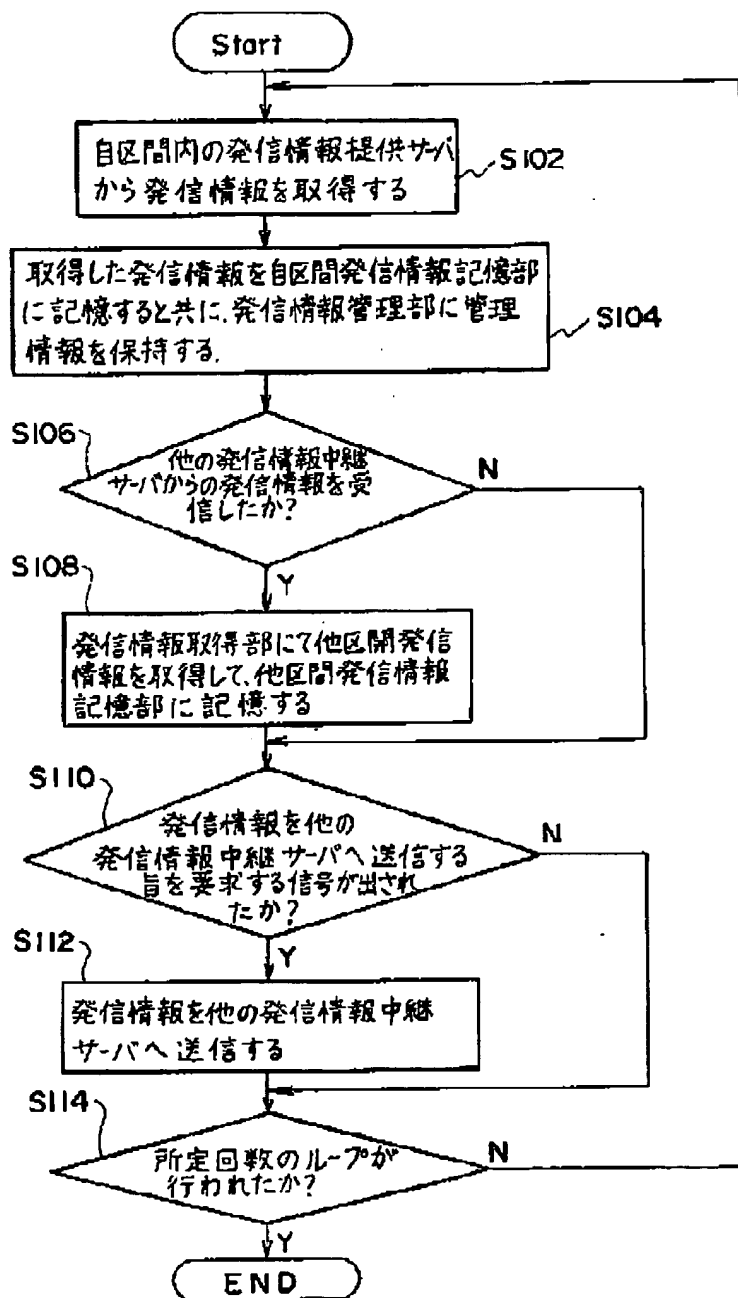 Start
自区間内の発信情報提供サーバ
から発信情報を取得する
S102
取得した発信情報を自区間発信情報記憶部
に記憶すると共に、発信情報管理部に管理
情報を保持する.
S104
S106
他の発信情報中継
サーバからの発信情報を受
信したか?
N
Y
S108
発信情報取得部にて他区開発信
情報を取得して、他区間発信情報
記憶部に記憶する
S110
発信情報を他の
発信情報中継サーバへ送信する
旨を要求する信号が出され
たか?
N
Y
S112
発信情報を他の発信情報中継
サーバへ送信する
S114
所定回数のループが
行われたか?
N
Y
END